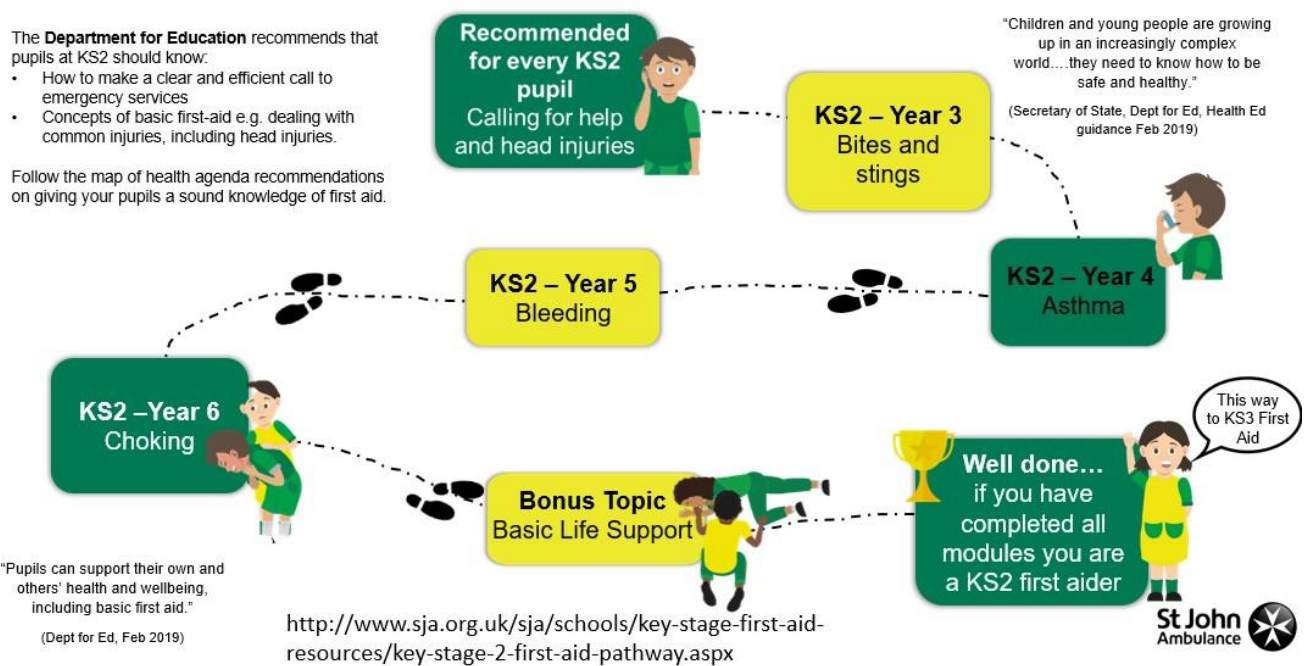 The Department for Education recommends that
pupils at KS2 should know:
• How to make a clear and efficient call to
emergency services
• Concepts of basic first-aid e.g. dealing with
common injuries, including head injuries.
Follow the map of health agenda recommendations
on giving your pupils a sound knowledge of first aid.
Recommended
for every KS2
pupil
Calling for help
and head injuries
KS2 – Year 3
Bites and
stings
“Children and young people are growing
up in an increasingly complex
world….they need to know how to be
safe and healthy.”
(Secretary of State, Dept for Ed, Health Ed
guidance Feb 2019)
KS2 – Year 4
Asthma
KS2 – Year 5
Bleeding
KS2 –Year 6
Choking
Bonus Topic
Basic Life Support
Well done…
if you have
completed all
modules you are
a KS2 first aider
This way
to KS3 First
Aid
“Pupils can support their own and
others’ health and wellbeing,
including basic first aid.”
(Dept for Ed, Feb 2019)
http://www.sja.org.uk/sja/schools/key-stage-first-aid-
resources/key-stage-2-first-aid-pathway.aspx
St John
Ambulance